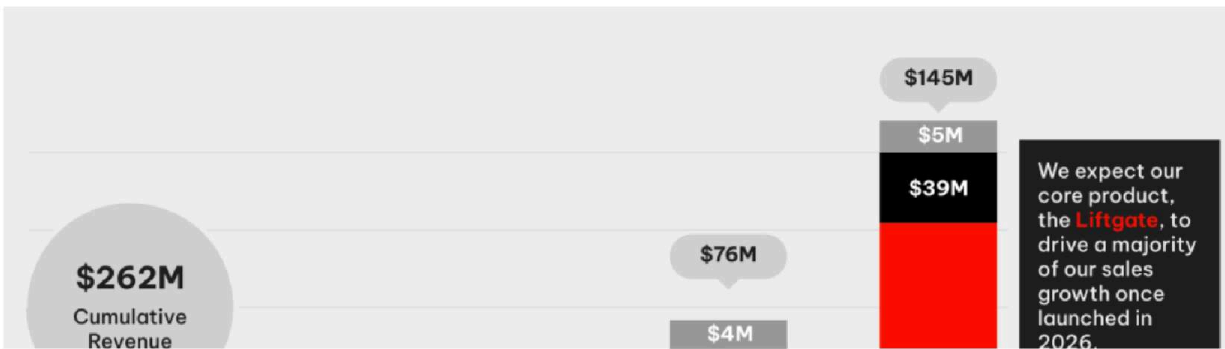 $145M
$5M
$39M
$76M
$4M
$262M
Cumulative
Revenue
We expect our
core product,
the Liftgate, to
drive a majority
of our sales
growth once
launched in
2026.